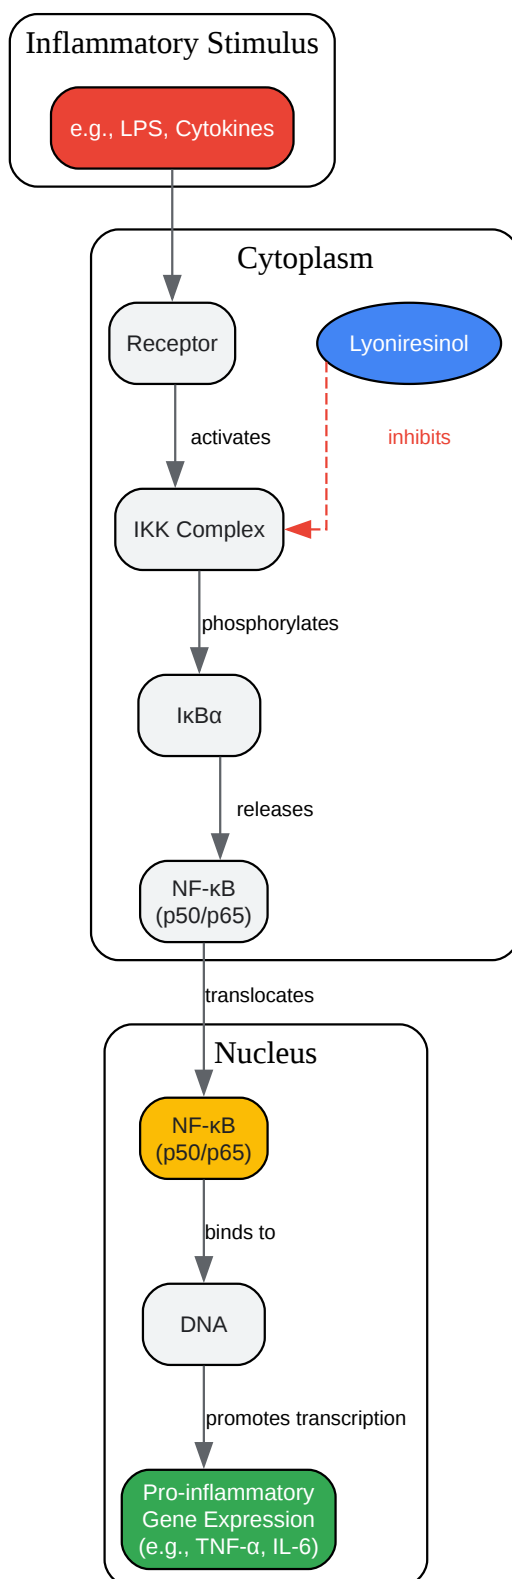 Inflammatory Stimulus
e.g., LPS, Cytokines
Cytoplasm
Receptor
Lyoniresinol
activates
inhibits
IKK Complex
phosphorylates
IκBα
releases
NF-κB
(p50/p65)
translocates
Nucleus
NF-κB
(p50/p65)
binds to
DNA
promotes transcription
Pro-inflammatory
Gene Expression
(e.g., TNF-α, IL-6)